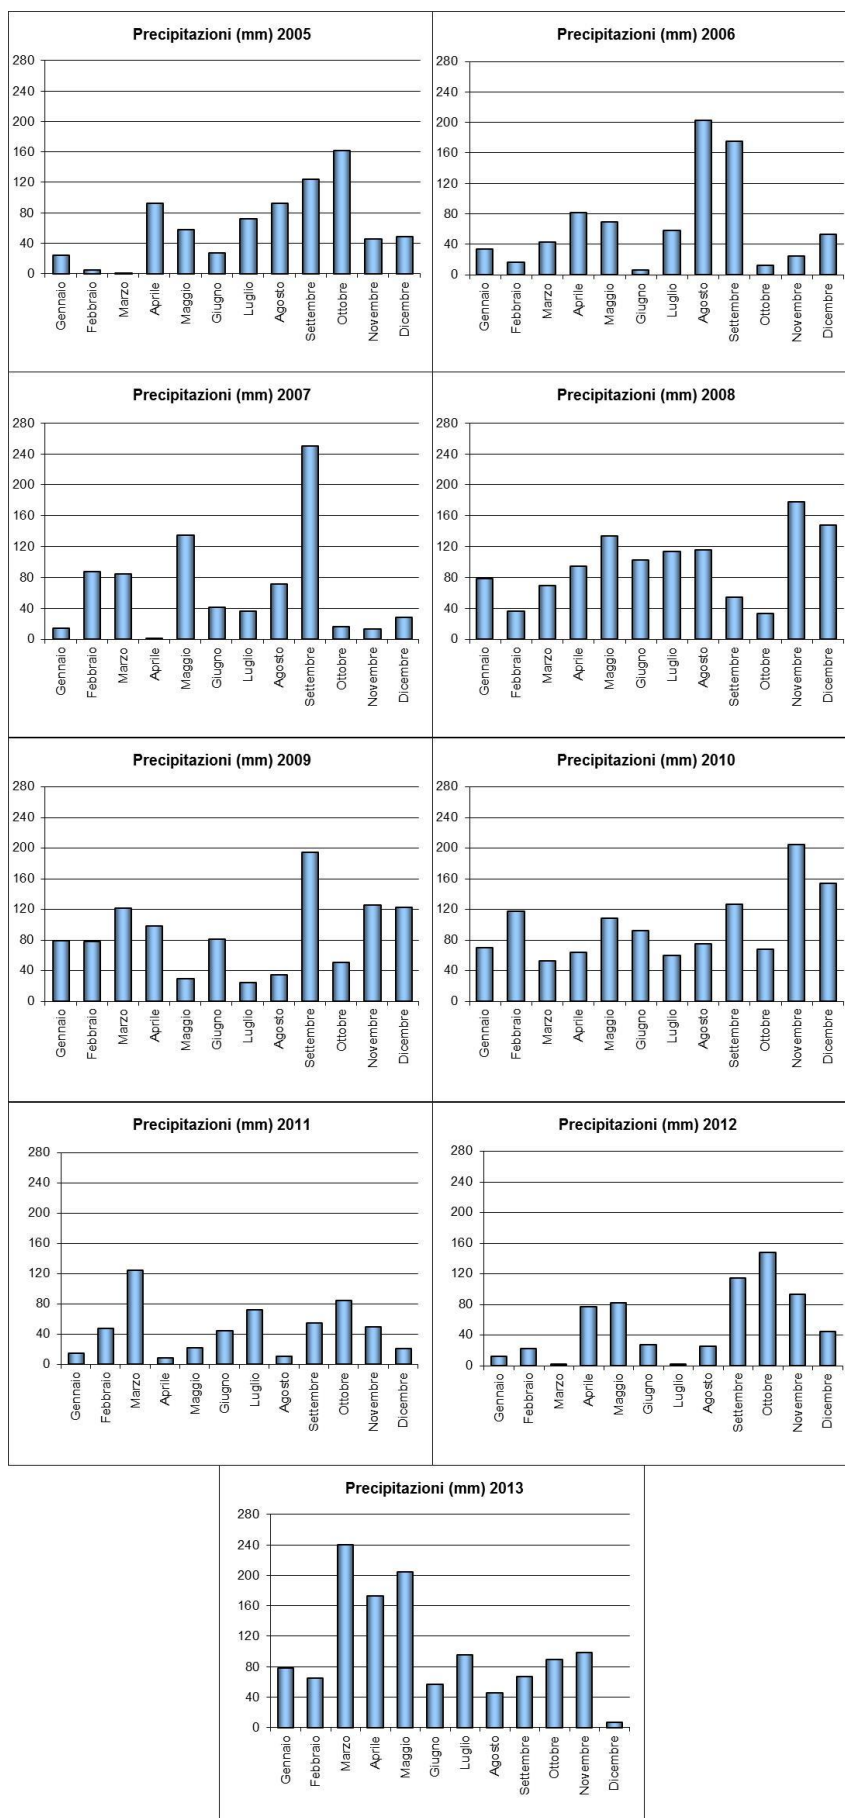 Precipitazioni (mm) 2005
280
240
200
160
120
80
40
0
Gennaio
Febbraio
Marzo
Aprile
Maggio
Giugno
Luglio
Agosto
Settembre
Ottobre
Novembre
Dicembre
Precipitazioni (mm) 2006
280
240
200
160
120
80
40
0
Gennaio
Febbraio
Marzo
Aprile
Maggio
Giugno
Luglio
Agosto
Settembre
Ottobre
Novembre
Dicembre
Precipitazioni (mm) 2007
280
240
200
160
120
80
40
0
Gennaio
Febbraio
Marzo
Aprile
Maggio
Giugno
Luglio
Agosto
Settembre
Ottobre
Novembre
Dicembre
Precipitazioni (mm) 2008
280
240
200
160
120
80
40
0
Gennaio
Febbraio
Marzo
Aprile
Maggio
Giugno
Luglio
Agosto
Settembre
Ottobre
Novembre
Dicembre
Precipitazioni (mm) 2009
280
240
200
160
120
80
40
0
Gennaio
Febbraio
Marzo
Aprile
Maggio
Giugno
Luglio
Agosto
Settembre
Ottobre
Novembre
Dicembre
Precipitazioni (mm) 2010
280
240
200
160
120
80
40
0
Gennaio
Febbraio
Marzo
Aprile
Maggio
Giugno
Luglio
Agosto
Settembre
Ottobre
Novembre
Dicembre
Precipitazioni (mm) 2011
280
240
200
160
120
80
40
0
Gennaio
Febbraio
Marzo
Aprile
Maggio
Giugno
Luglio
Agosto
Settembre
Ottobre
Novembre
Dicembre
Precipitazioni (mm) 2012
280
240
200
160
120
80
40
0
Gennaio
Febbraio
Marzo
Aprile
Maggio
Giugno
Luglio
Agosto
Settembre
Ottobre
Novembre
Dicembre
Precipitazioni (mm) 2013
280
240
200
160
120
80
40
0
Gennaio
Febbraio
Marzo
Aprile
Maggio
Giugno
Luglio
Agosto
Settembre
Ottobre
Novembre
Dicembre